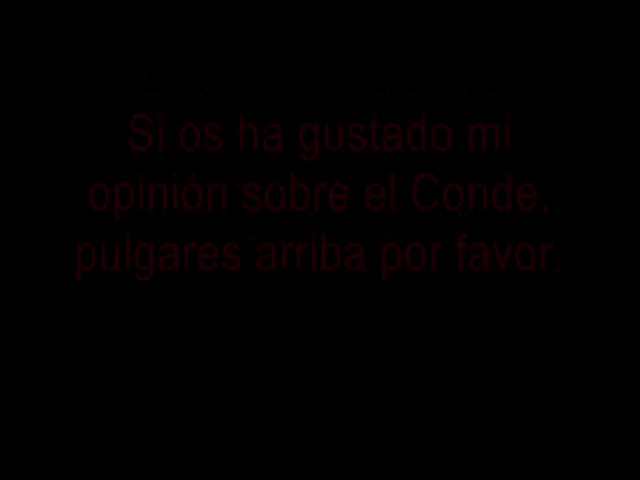 Si os ha gustado mi
opinión sobre el Conde,
pulgares arriba por favor.